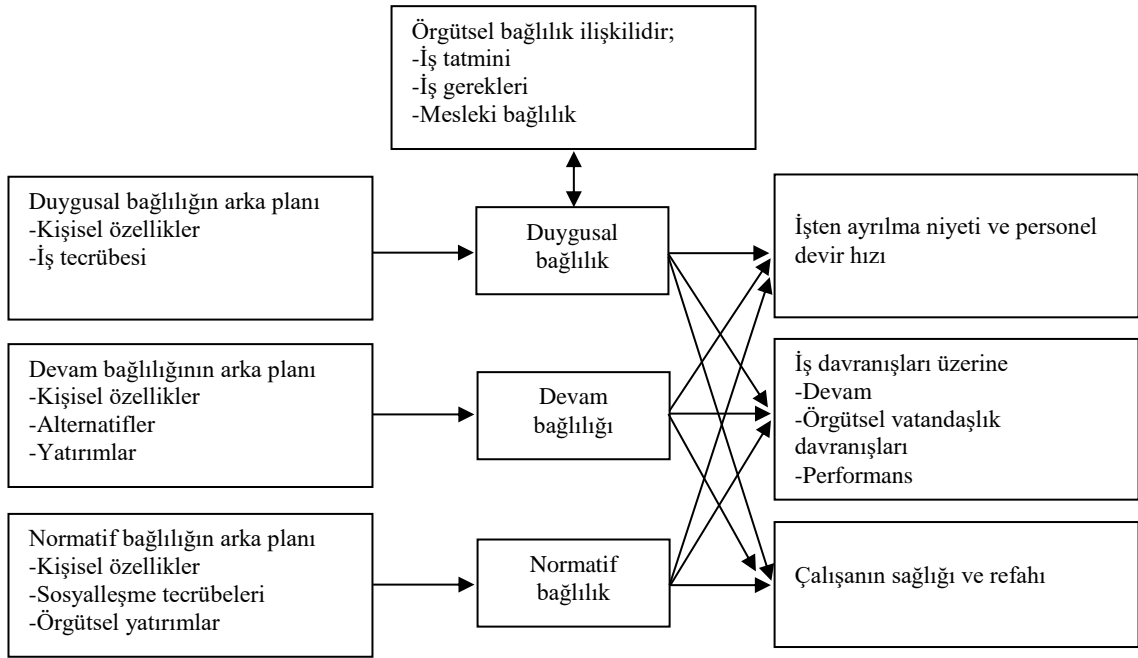 Örgütsel bağlılık ilişkilidir;
-İş tatmini
-İş gerekleri
-Mesleki bağlılık
Duygusal bağlılığın arka planı
-Kişisel özellikler
-İş tecrübesi
Duygusal
bağlılık
İşten ayrılma niyeti ve personel
devir hızı
Devam bağlılığının arka planı
-Kişisel özellikler
-Alternatifler
-Yatırımlar
Devam
bağlılığı
İş davranışları üzerine
-Devam
-Örgütsel vatandaşlık
davranışları
-Performans
Normatif bağlılığın arka planı
-Kişisel özellikler
-Sosyalleşme tecrübeleri
-Örgütsel yatırımlar
Normatif
bağlılık
Çalışanın sağlığı ve refahı